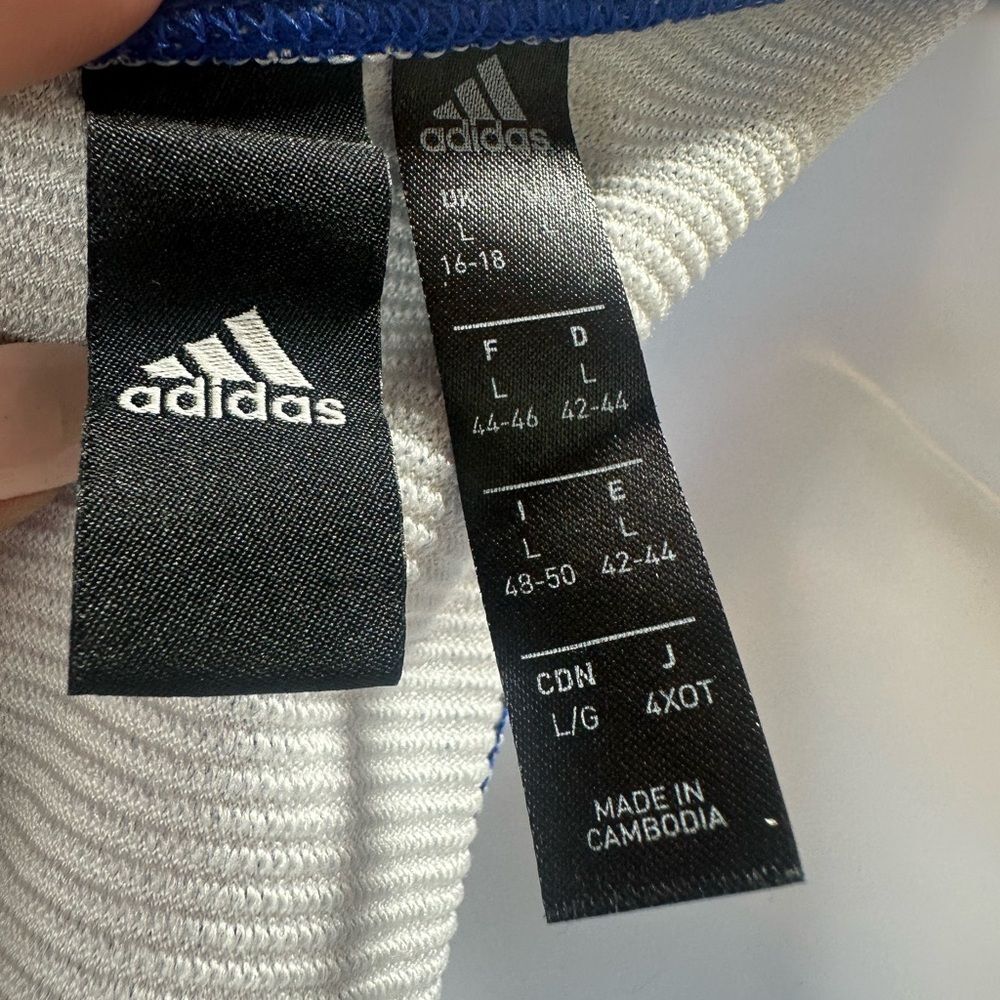 adidas
adidas
UK
L L
16-18
F D
L L
44-46 42-44
I E
L L
48-50 42-44
CDN J
L/G 4XOT
MADE IN
CAMBODIA